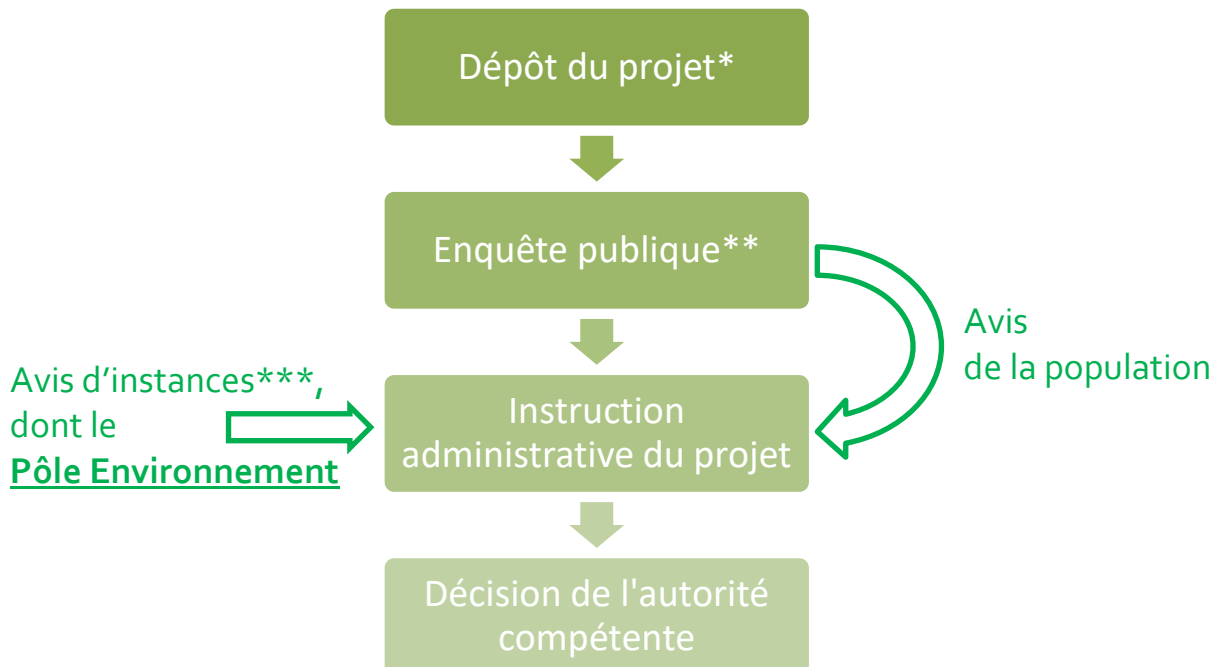 Dépôt du projet*
Enquête publique**
Avis
de la population
Avis d’instances***,
dont le
Pôle Environnement
Instruction
administrative du projet
Décision de l'autorité
compétente